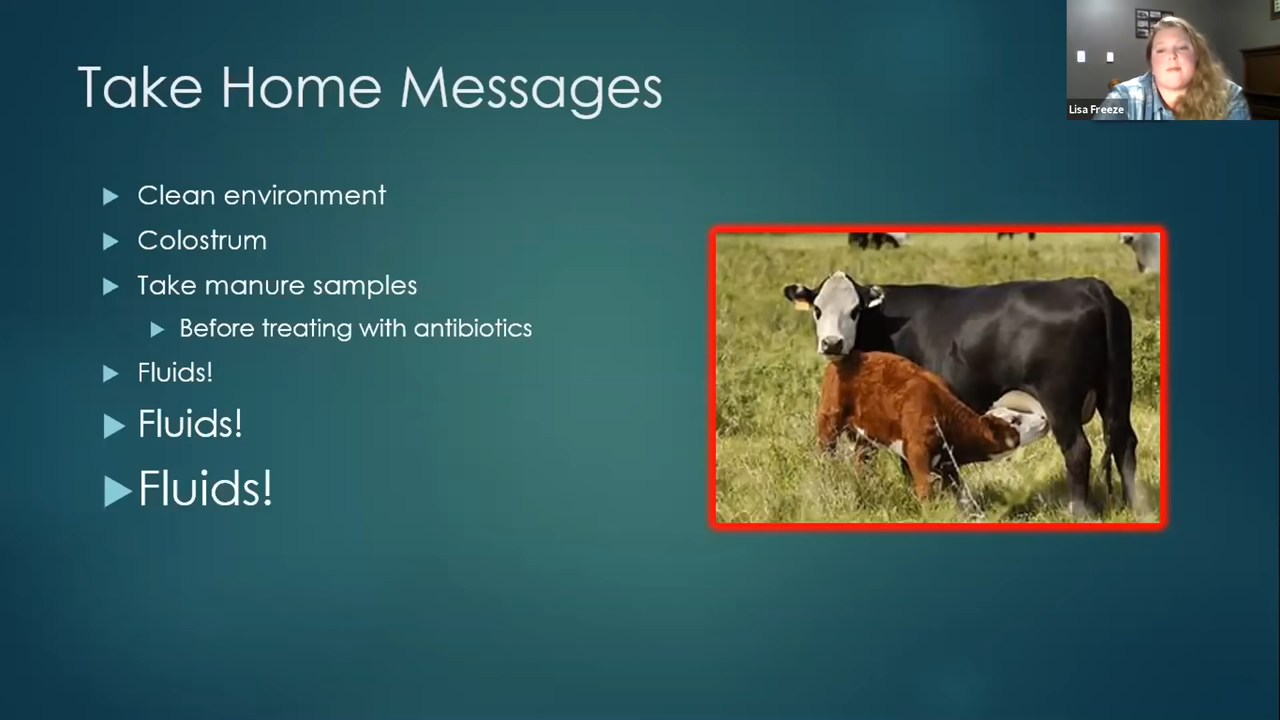 Take Home Messages
Lisa Freeze
Clean environment
Colostrum
Take manure samples
Before treating with antibiotics
Fluids!
Fluids!
Fluids!